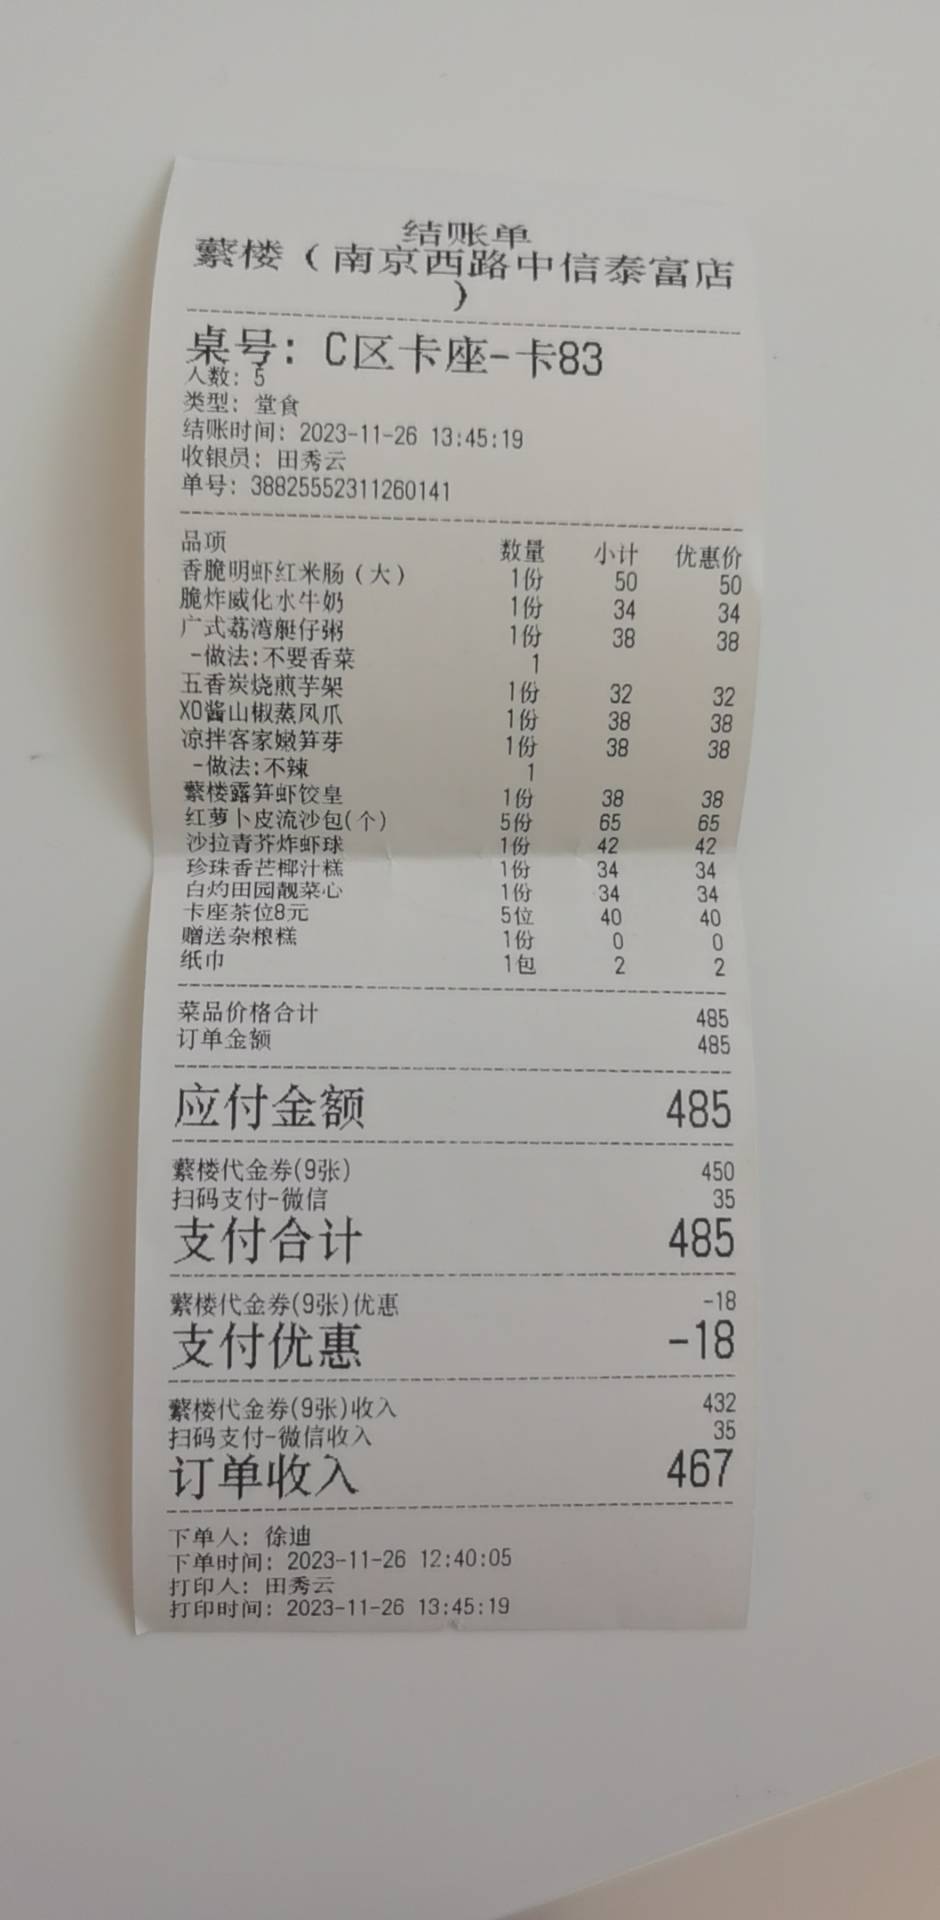 结账单
蘩楼（南京西路中信泰富店
）
桌号: C区卡座-卡83
人数: 5
类型: 堂食
结账时间: 2023-11-26 13:45:19
收银员: 田秀云
单号: 38825552311260141
品项 数量 小计 优惠价
香脆明虾红米肠（大） 1份 50 50
脆炸威化水牛奶 1份 34 34
广式荔湾艇仔粥 1份 38 38
-做法:不要香菜 1
五香炭烧煎芋架 1份 32 32
XO酱山椒蒸凤爪 1份 38 38
凉拌客家嫩笋芽 1份 38 38
-做法:不辣 1
蘩楼露笋虾饺皇 1份 38 38
红萝卜皮流沙包(个) 5份 65 65
沙拉青芥炸虾球 1份 42 42
珍珠香芒椰汁糕 1份 34 34
白灼田园靓菜心 1份 34 34
卡座茶位8元 5位 40 40
赠送杂粮糕 1份 0 0
纸巾 1包 2 2
菜品价格合计 485
订单金额 485
应付金额 485
蘩楼代金券(9张) 450
扫码支付-微信 35
支付合计 485
蘩楼代金券(9张)优惠 -18
支付优惠 -18
蘩楼代金券(9张)收入 432
扫码支付-微信收入 35
订单收入 467
下单人: 徐迪
下单时间: 2023-11-26 12:40:05
打印人: 田秀云
打印时间: 2023-11-26 13:45:19